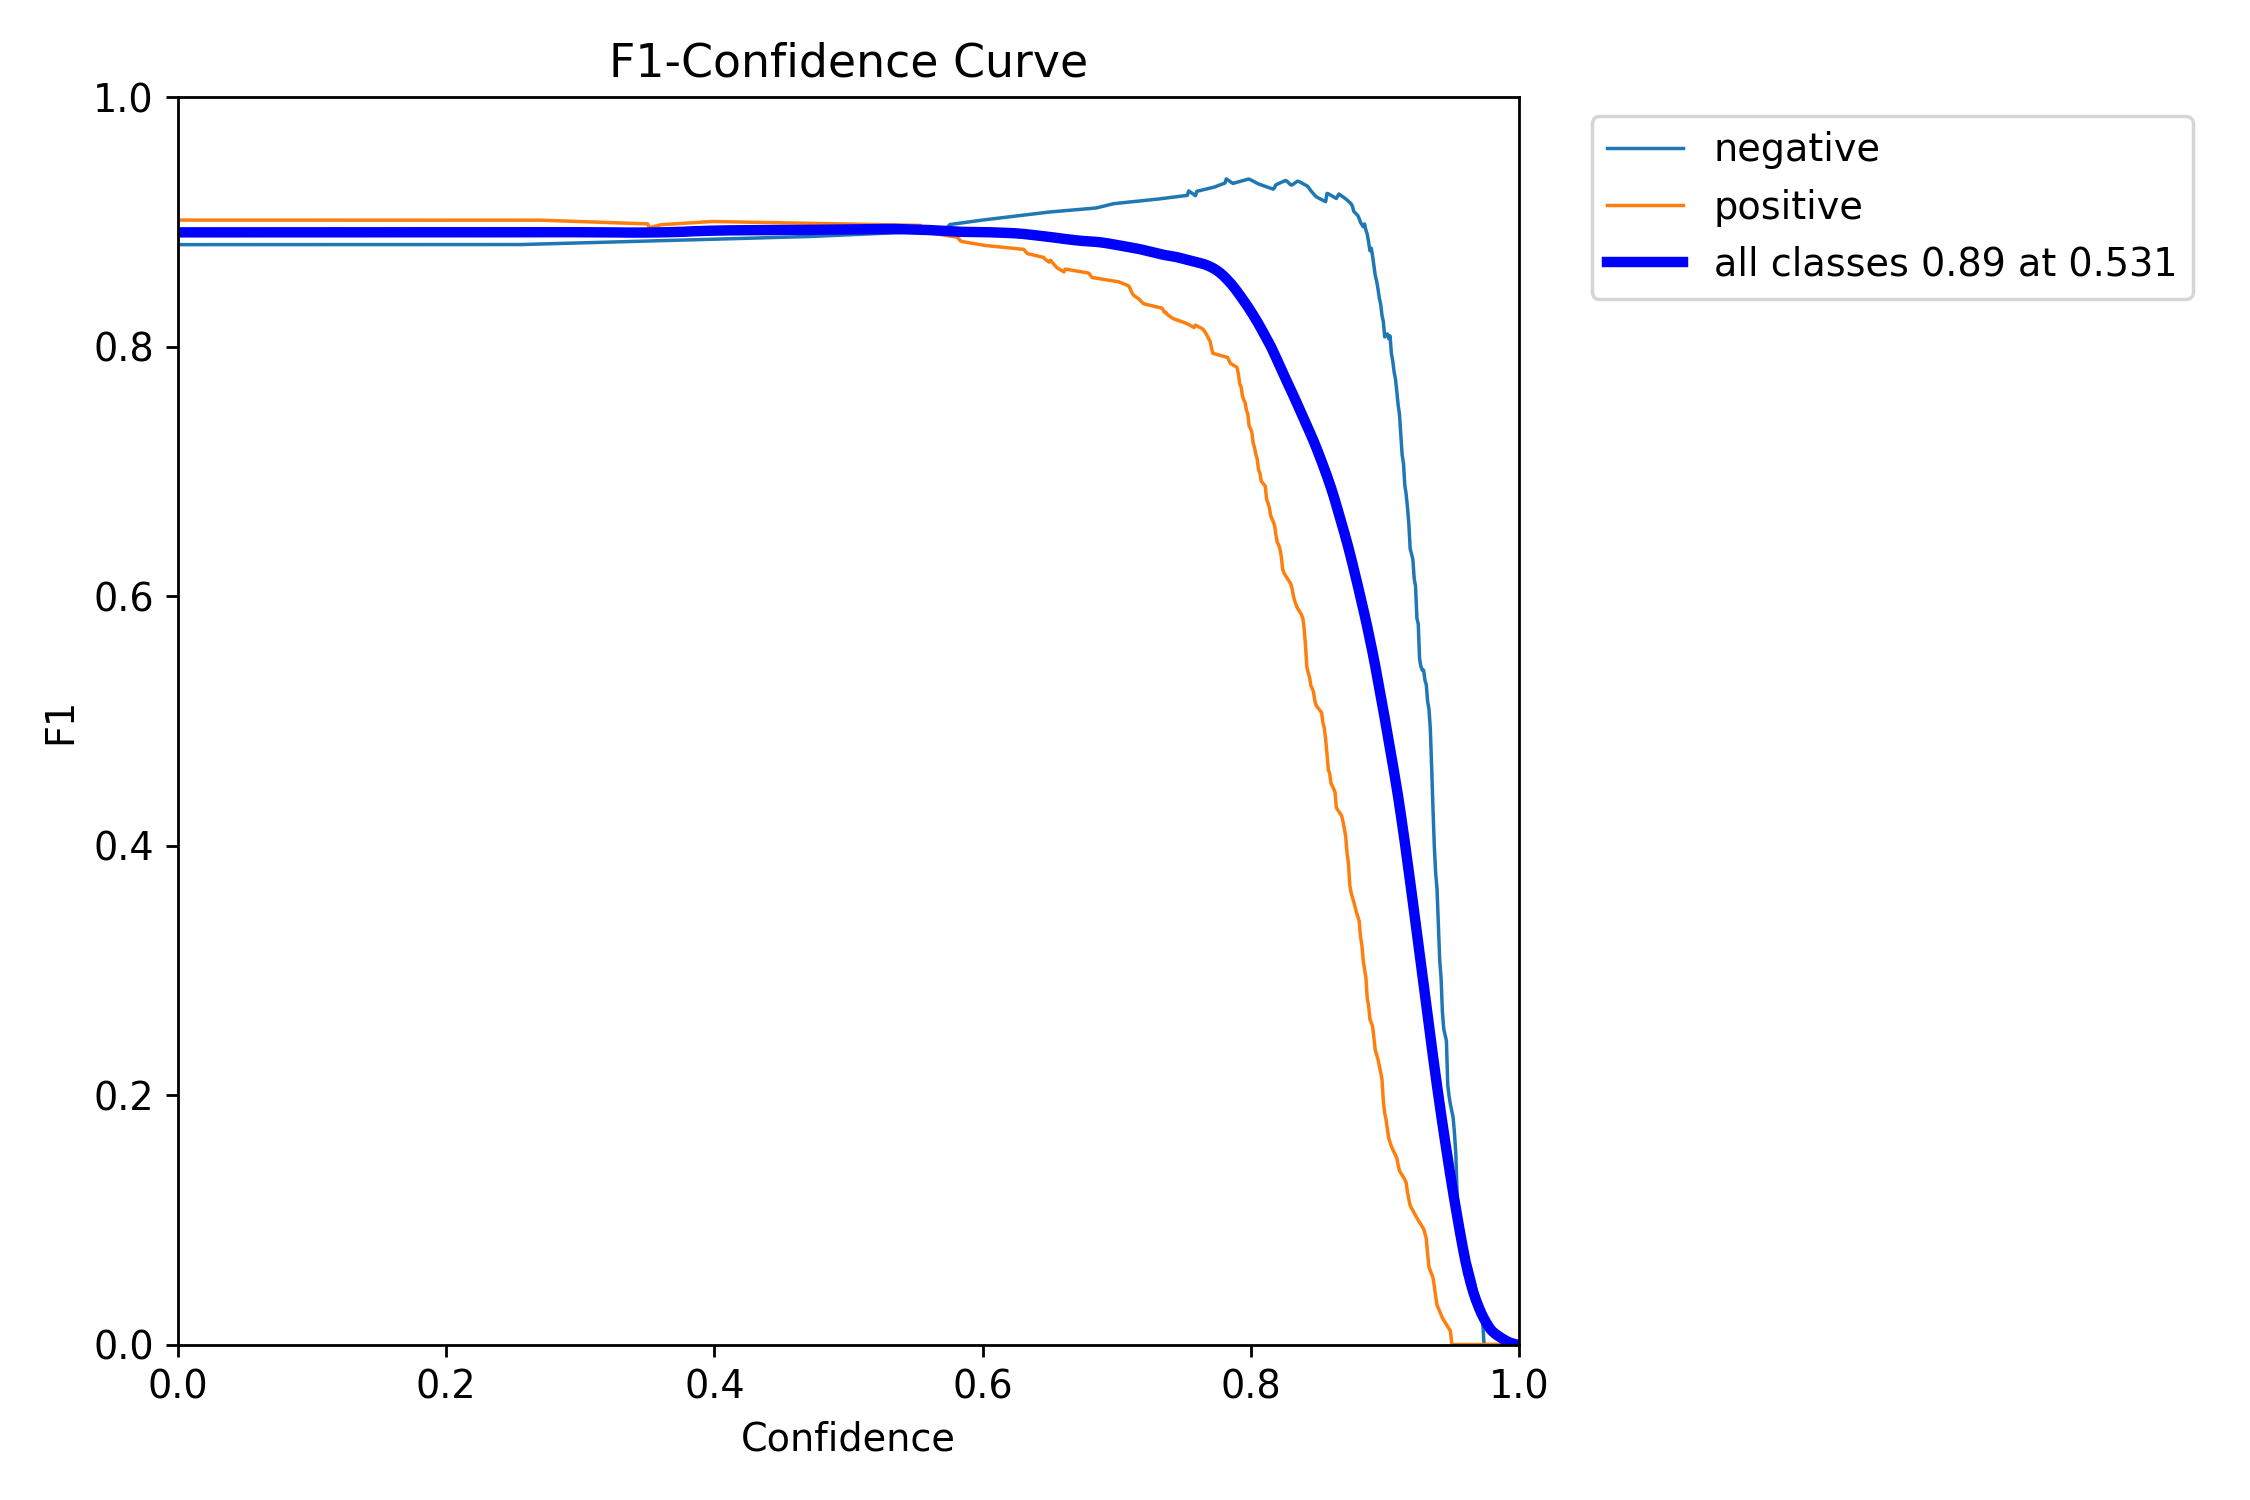 F1-Confidence Curve
1.0
0.8
0.6
0.4
0.2
0.0
F1
0.0 0.2 0.4 0.6 0.8 1.0
Confidence
negative
positive
all classes 0.89 at 0.531